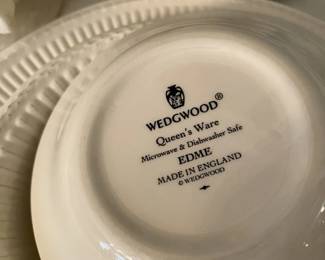 WEDGWOOD®
Queen's Ware
Microwave & Dishwasher Safe
EDME
MADE IN ENGLAND
© WEDGWOOD